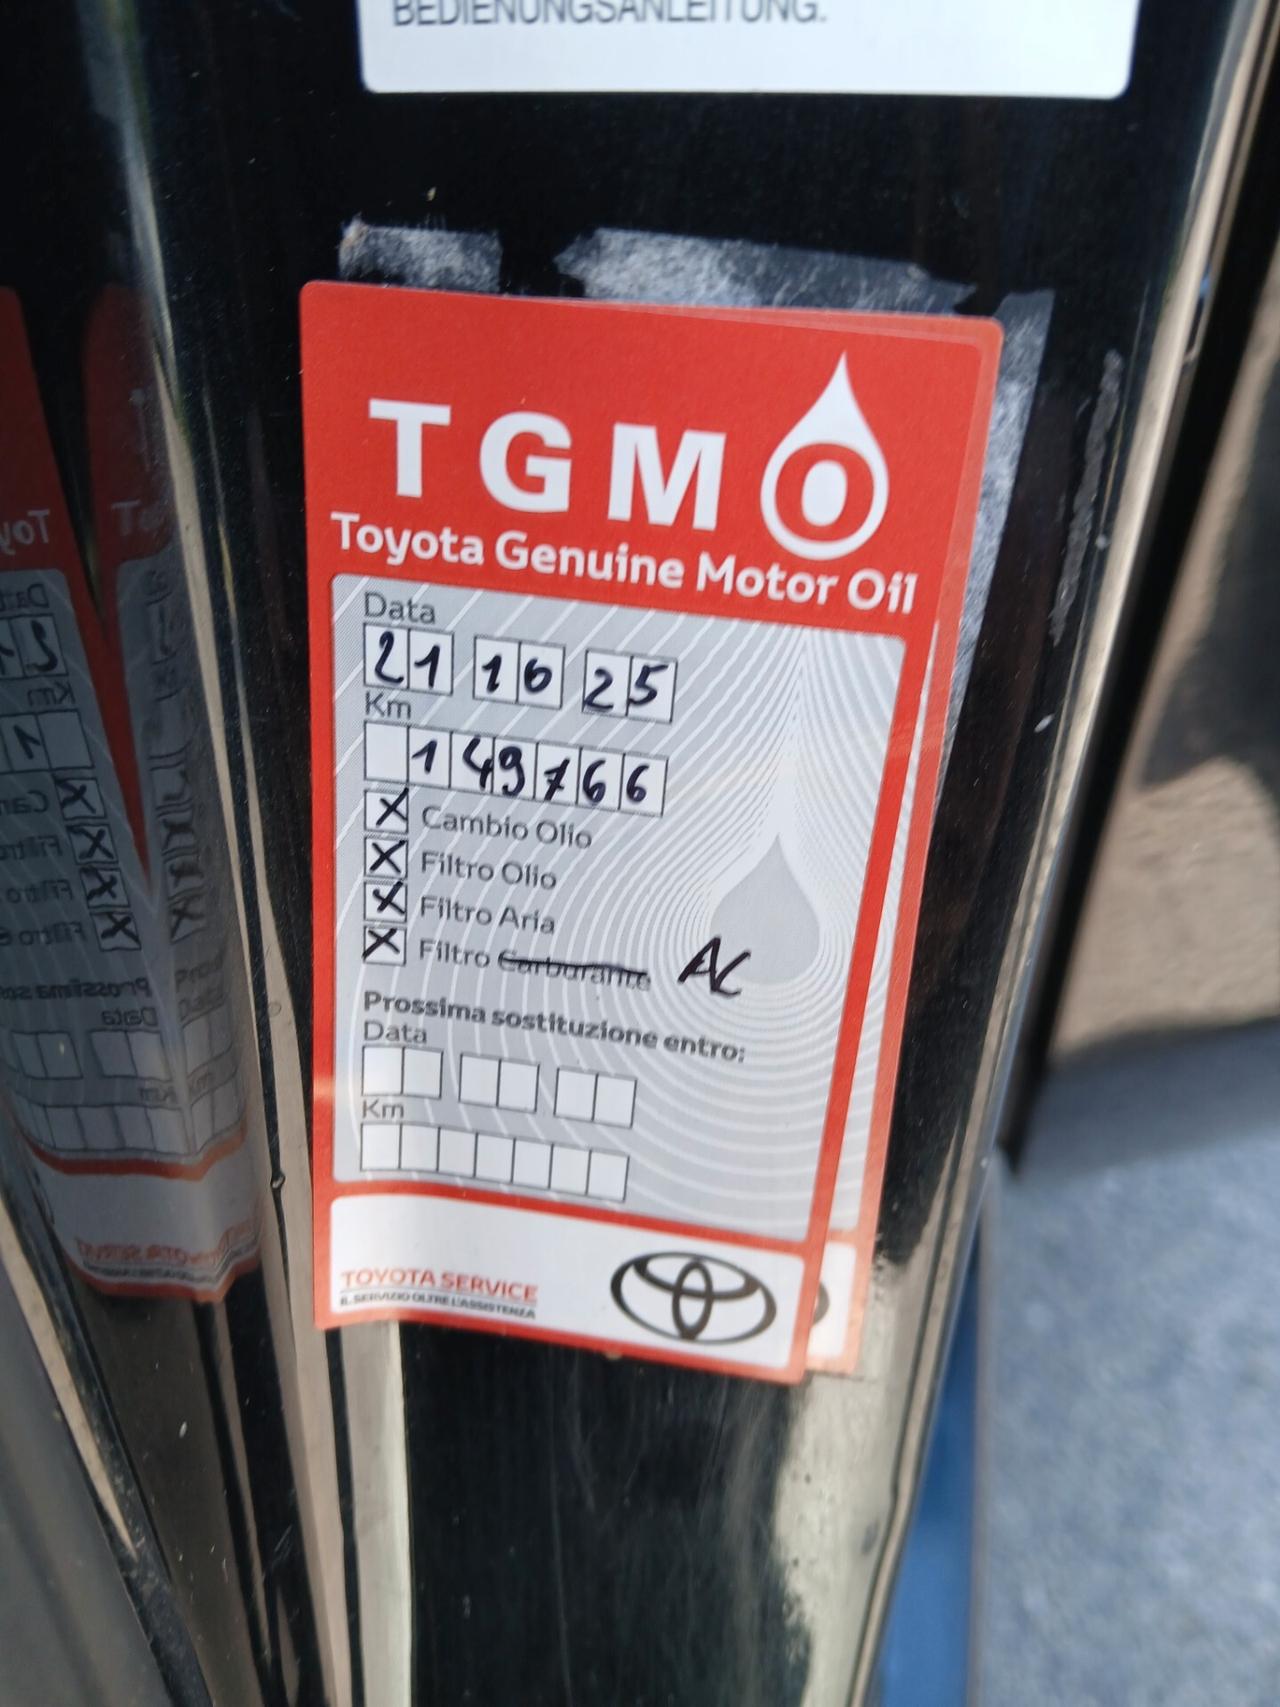 BEDIENUNGSANLEITUNG.
TGMO
Toyota Genuine Motor Oil
Data
21 10 25
Km
149766
X Cambio Olio
X Filtro Olio
X Filtro Aria
X Filtro Carburante AC
Prossima sostituzione entro:
Data
Km
TOYOTA SERVICE
IL SERVIZIO OLTRE L'ASSISTENZA